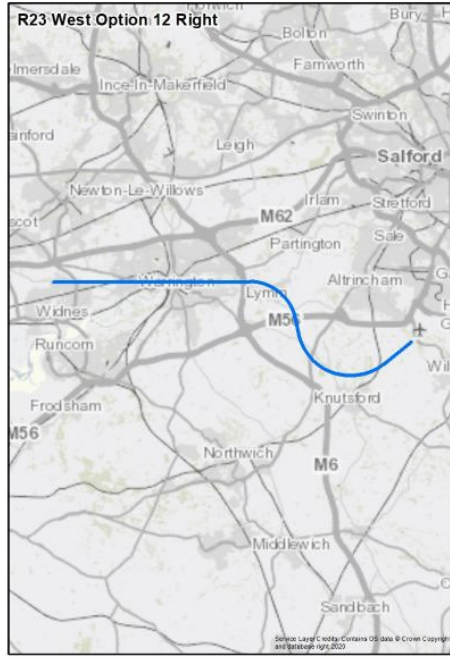 R23 West Option 12 Right
Bury
Bolton
Farnworth
Ince-In-Makerfield
Swinton
Leigh
Salford
Newton-Le-Willows
Irlam
Stretford
M62
Partington
Sale
Warrington
Altrincham
Lymm
Widnes
M56
Runcorn
Knutsford
Frodsham
M56
Northwich
M6
Middlewich
Sandbach
Service Layer Credits: Contains OS data © Crown Copyright
and database right 2020